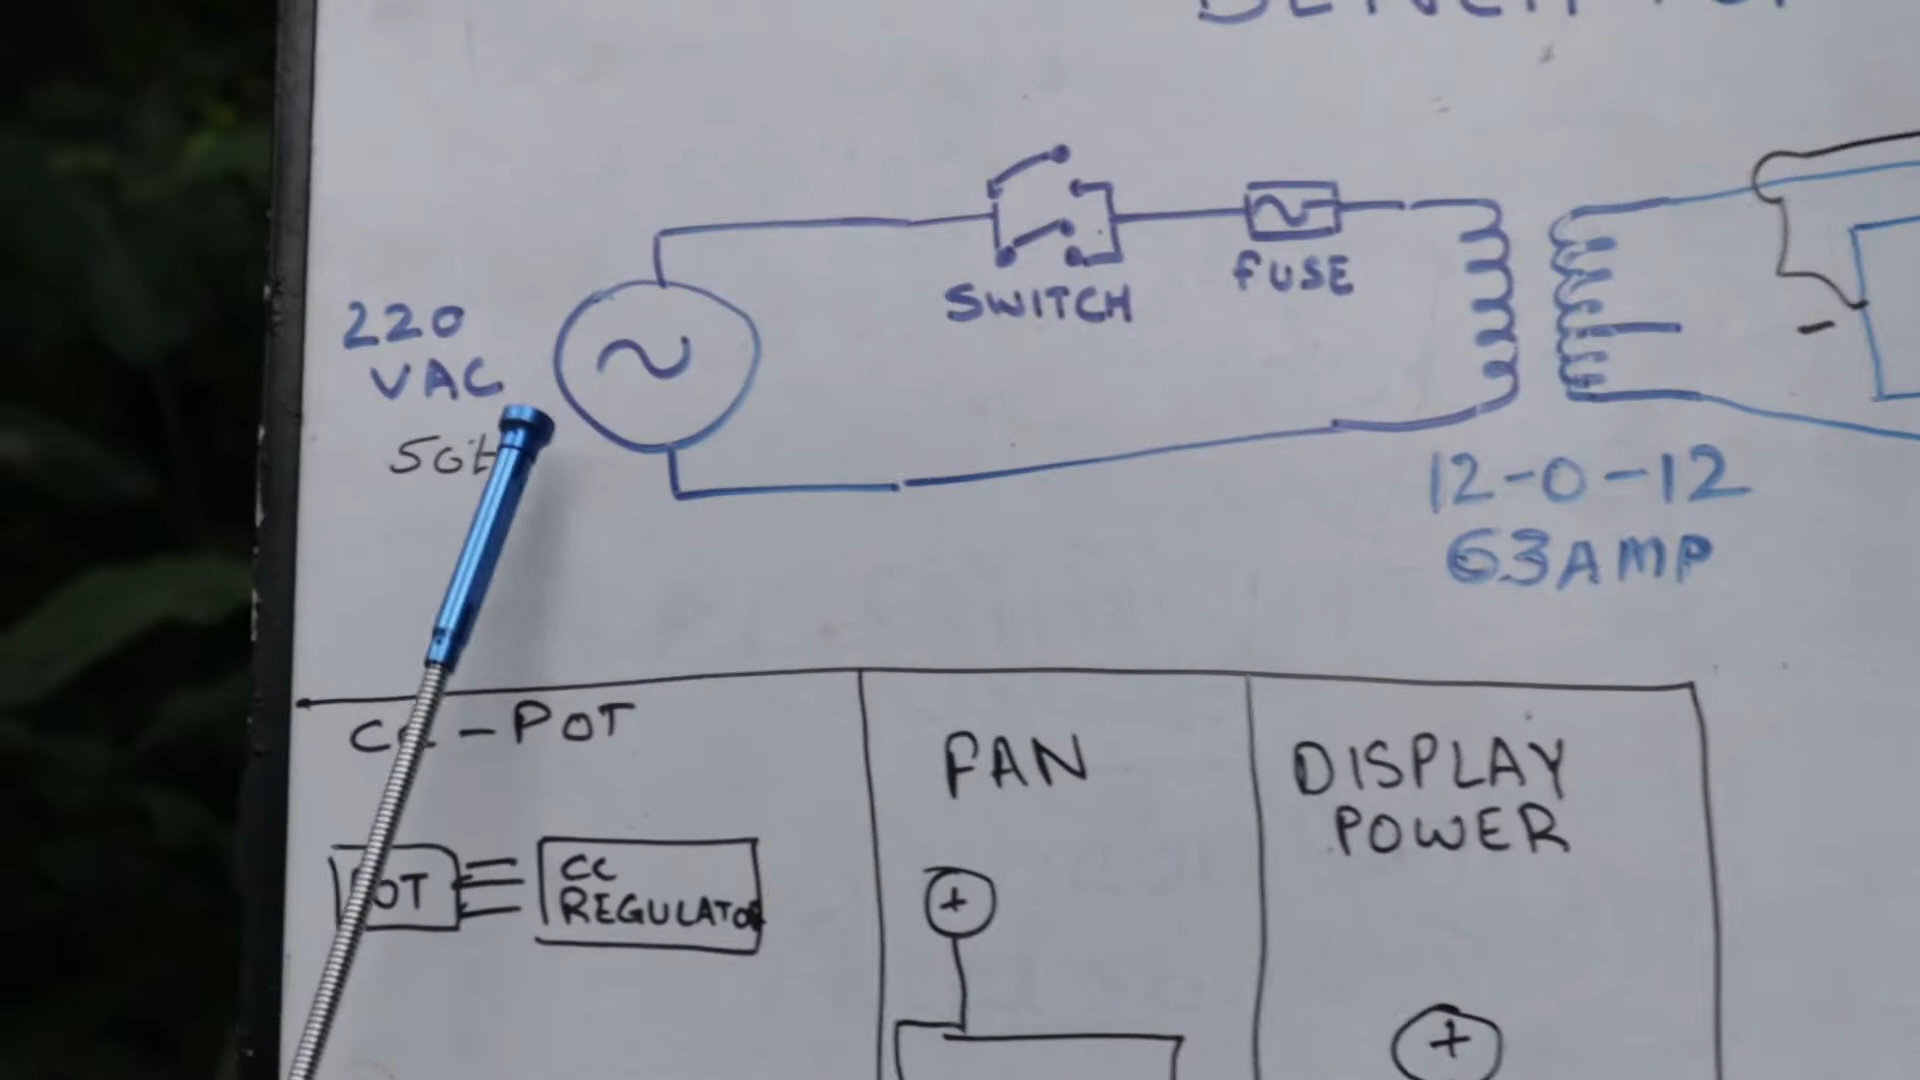 220
VAC
SWITCH
FUSE
12-0-12
63AMP
-POT
FAN
DISPLAY
POWER
CC
REGULATOR
+
+